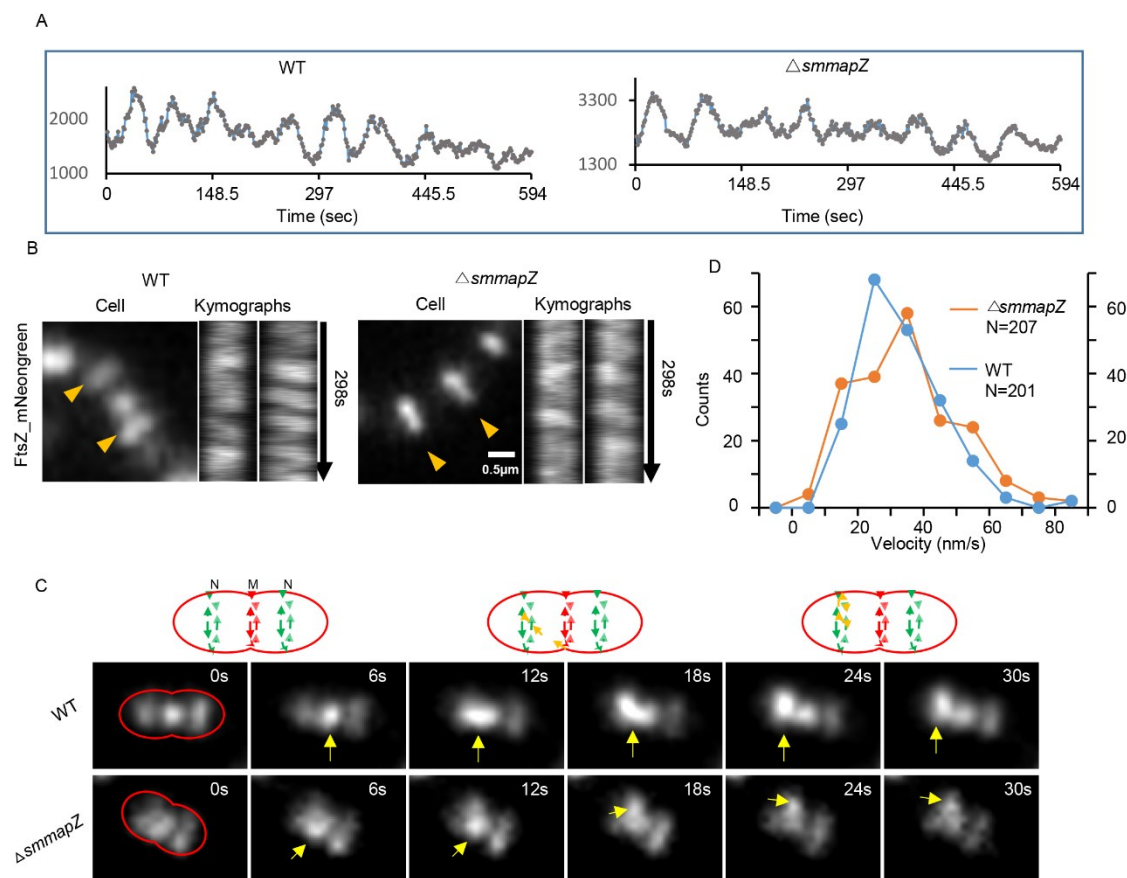 A
WT
2000
1000
0 148.5 297 445.5 594
Time (sec)
△smmapZ
3300
1300
0 148.5 297 445.5 594
Time (sec)
B
WT
Cell Kymographs
FtsZ_mNeongreen
298s
△smmapZ
Cell Kymographs
0.5μm
298s
D
60
40
20
0
Counts
60
40
20
0
0 20 40 60 80
Velocity (nm/s)
△smmapZ
N=207
WT
N=201
C
N M N
WT
0s 6s 12s 18s 24s 30s
△smmapZ
0s 6s 12s 18s 24s 30s